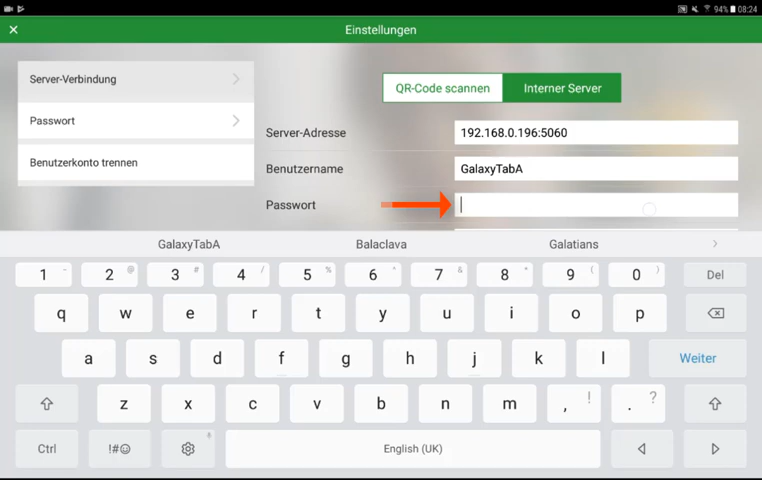 94% 08:24
Einstellungen
Server-Verbindung
Passwort
Benutzerkonto trennen
QR-Code scannen
Interner Server
Server-Adresse
192.168.0.196:5060
Benutzername
GalaxyTabA
Passwort
GalaxyTabA Balaclava Galatians
1 - 2 @ 3 # 4 / 5 % 6 ^ 7 & 8 * 9 ( 0 ) Del
q w e r t y u i o p
a s d f g h j k l Weiter
z x c v b n m , ! . ?
Ctrl !#☺ English (UK)